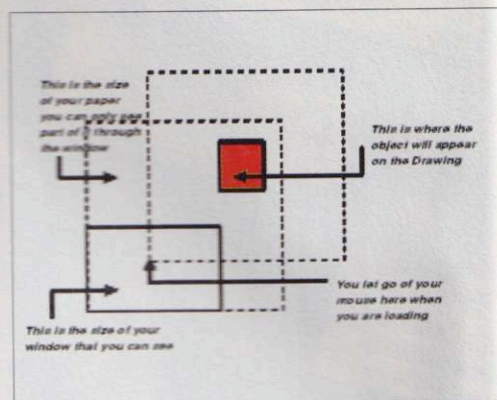 This is the size
of your paper
you can only see
part of it through
the window
This is where the
object will appear
on the Drawing
You let go of your
mouse here when
you are loading
This is the size of your
window that you can see